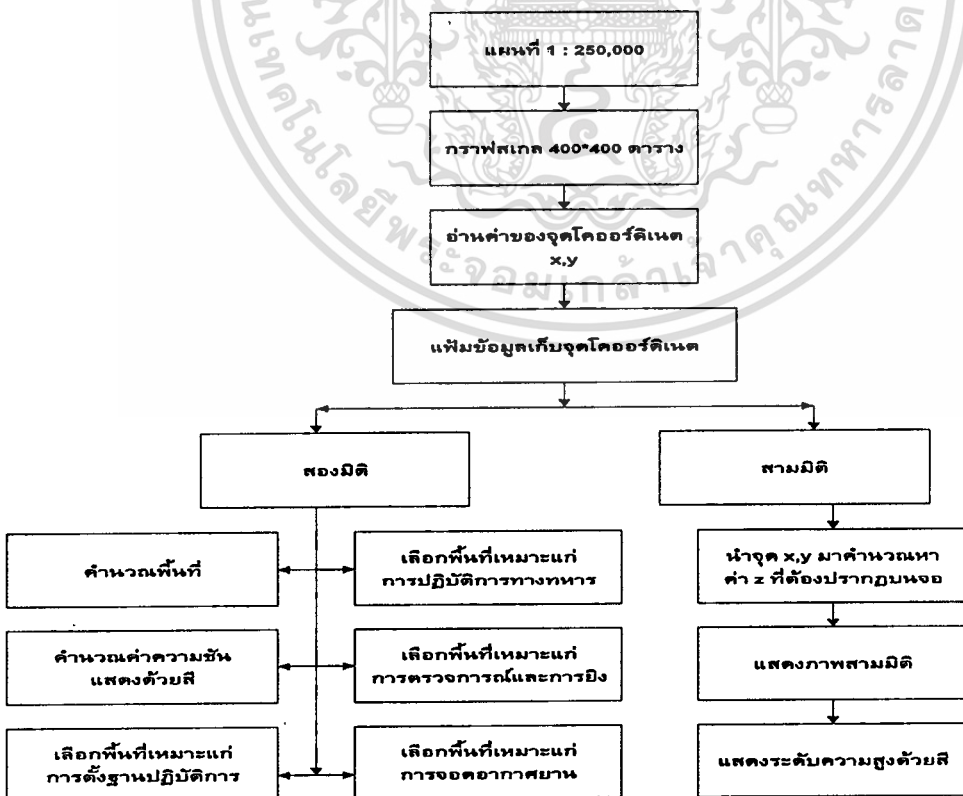 แผนที่ 1 : 250,000
กราฟสเกล 400*400 ตาราง
อ่านค่าของจุดโคออร์ดิเนต
x,y
แฟ้มข้อมูลเก็บจุดโคออร์ดิเนต
สองมิติ
สามมิติ
คำนวณพื้นที่
เลือกพื้นที่เหมาะแก่
การปฏิบัติการทางทหาร
นำจุด x,y มาคำนวณหา
ค่า z ที่ต้องปรากฏบนจอ
คำนวณค่าความชัน
แสดงด้วยสี
เลือกพื้นที่เหมาะแก่
การตรวจการณ์และการยิง
แสดงภาพสามมิติ
เลือกพื้นที่เหมาะแก่
การตั้งฐานปฏิบัติการ
เลือกพื้นที่เหมาะแก่
การจอดอากาศยาน
แสดงระดับความสูงด้วยสี